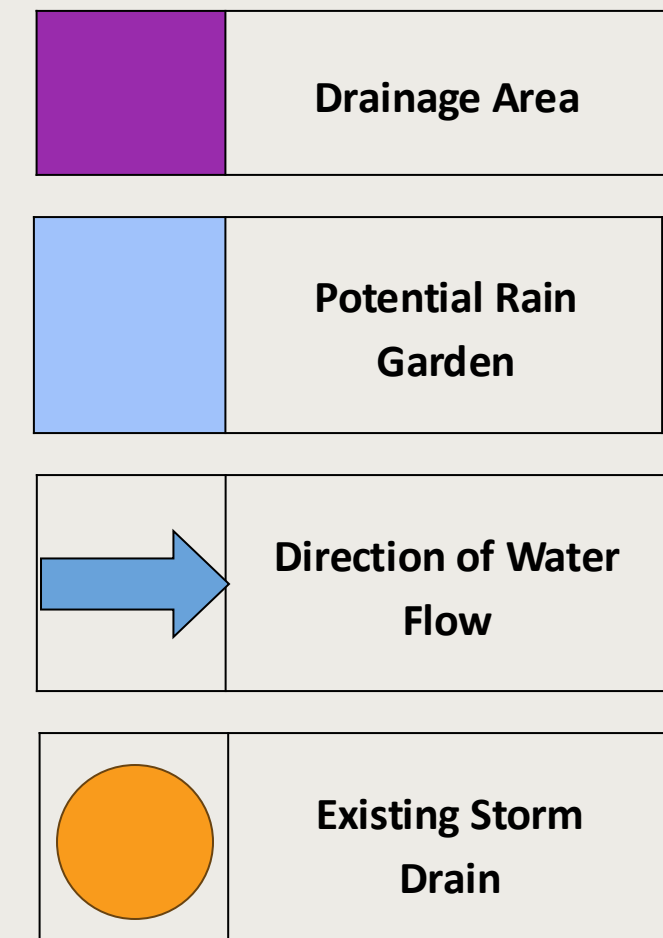 Drainage Area
Potential Rain
Garden
Direction of Water
Flow
Existing Storm
Drain